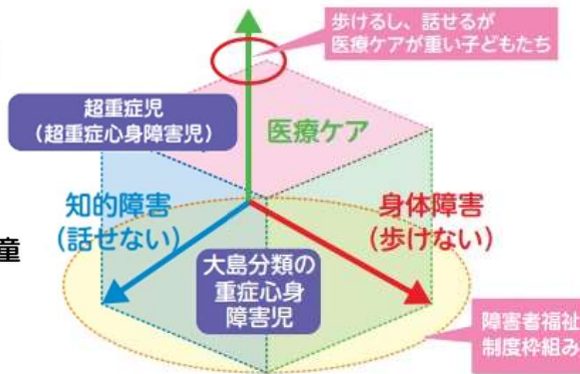 歩けるし、話せるが
医療ケアが重い子どもたち
超重症児
(超重症心身障害児)
医療ケア
知的障害
(話せない)
身体障害
(歩けない)
童
大島分類の
重症心身
障害児
障害者福祉
制度枠組み